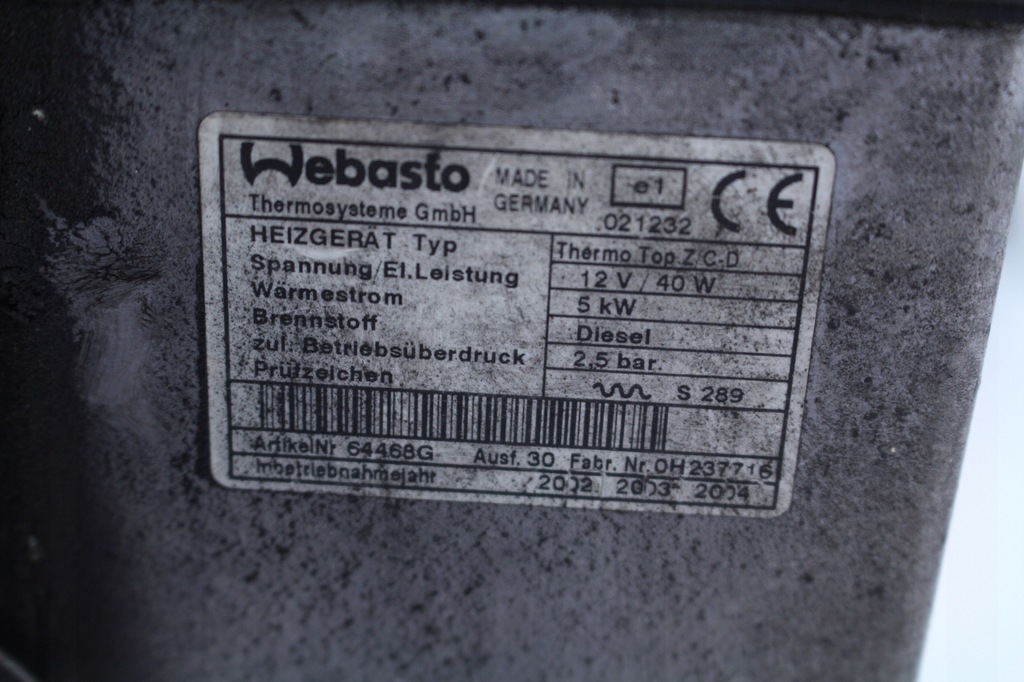 Webasto MADE IN GERMANY e1
Thermosysteme GmbH 021232 CE
HEIZGERÄT Typ Thermo Top Z/C-D
Spannung/El.Leistung 12 V / 40 W
Wärmestrom 5 kW
Brennstoff Diesel
zul. Betriebsüberdruck 2,5 bar.
Prüfzeichen S 289
ArtikelNr 64468G Ausf. 30 Fabr. Nr. OH237716
Inbetriebnahmejahr 2002 2003 2004